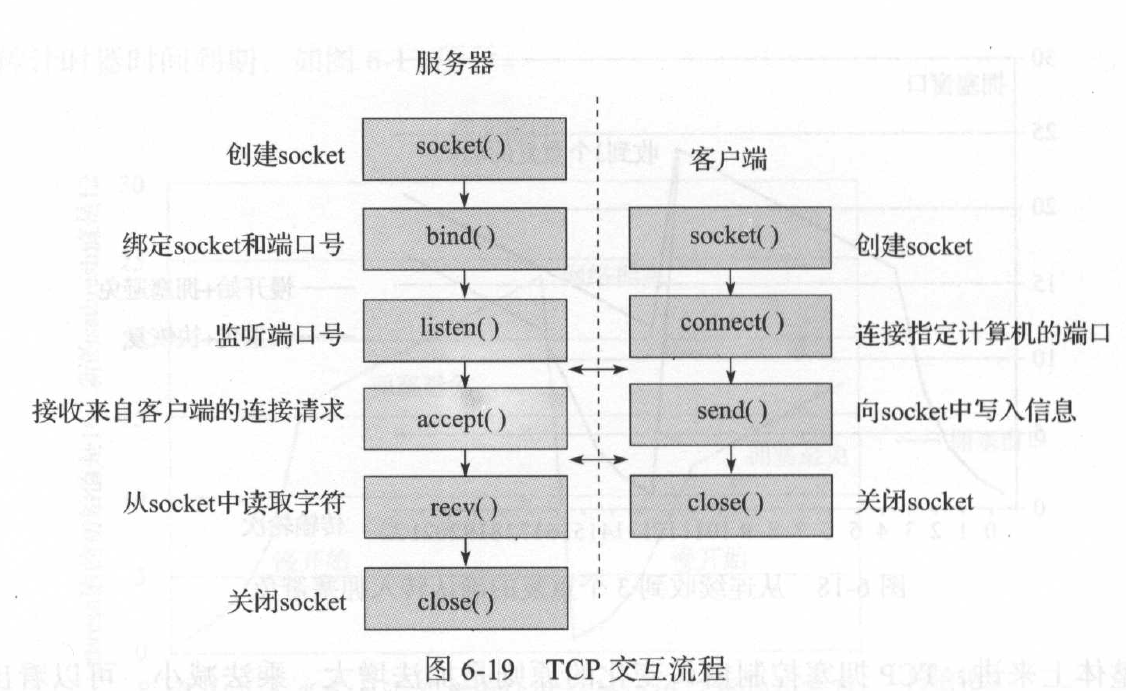 服务器
创建socket
socket( )
客户端
绑定socket和端口号
bind( )
socket( )
创建socket
监听端口号
listen( )
connect( )
连接指定计算机的端口
接收来自客户端的连接请求
accept( )
send( )
向socket中写入信息
从socket中读取字符
recv( )
close( )
关闭socket
关闭socket
close( )
图 6-19 TCP 交互流程